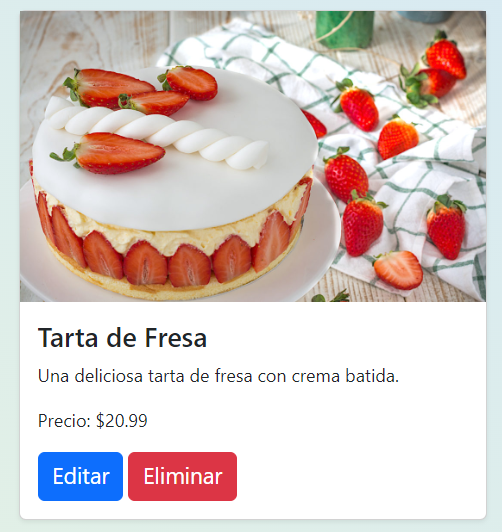 Tarta de Fresa
Una deliciosa tarta de fresa con crema batida.
Precio: $20.99
Editar Eliminar